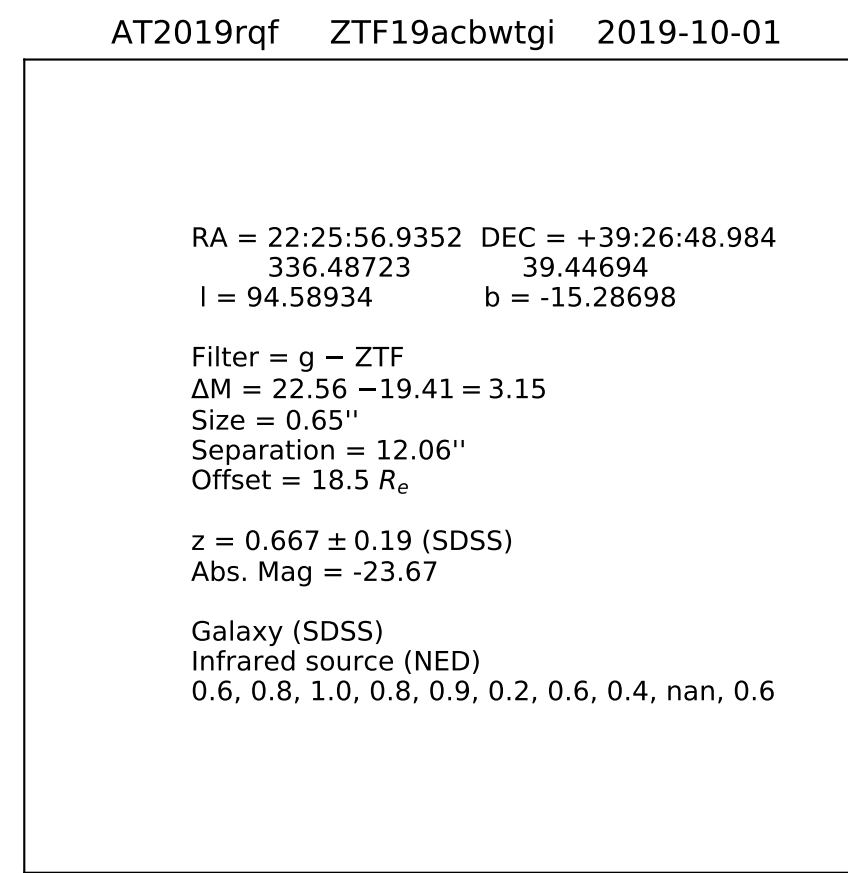 AT2019rqf ZTF19acbwtgi 2019-10-01
RA = 22:25:56.9352 DEC = +39:26:48.984
336.48723 39.44694
l = 94.58934 b = -15.28698
Filter = g − ZTF
ΔM = 22.56 −19.41 = 3.15
Size = 0.65''
Separation = 12.06''
Offset = 18.5 Rₑ
z = 0.667 ± 0.19 (SDSS)
Abs. Mag = -23.67
Galaxy (SDSS)
Infrared source (NED)
0.6, 0.8, 1.0, 0.8, 0.9, 0.2, 0.6, 0.4, nan, 0.6